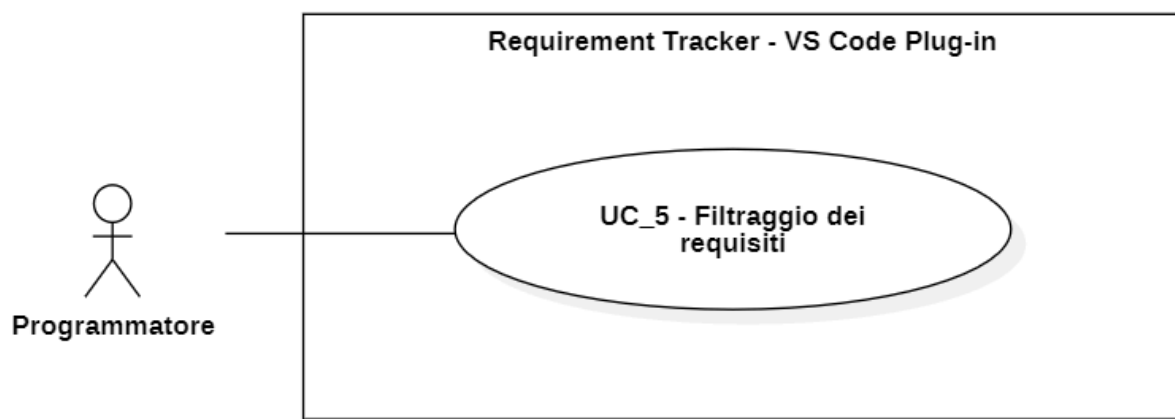 Requirement Tracker - VS Code Plug-in
UC_5 - Filtraggio dei
requisiti
Programmatore